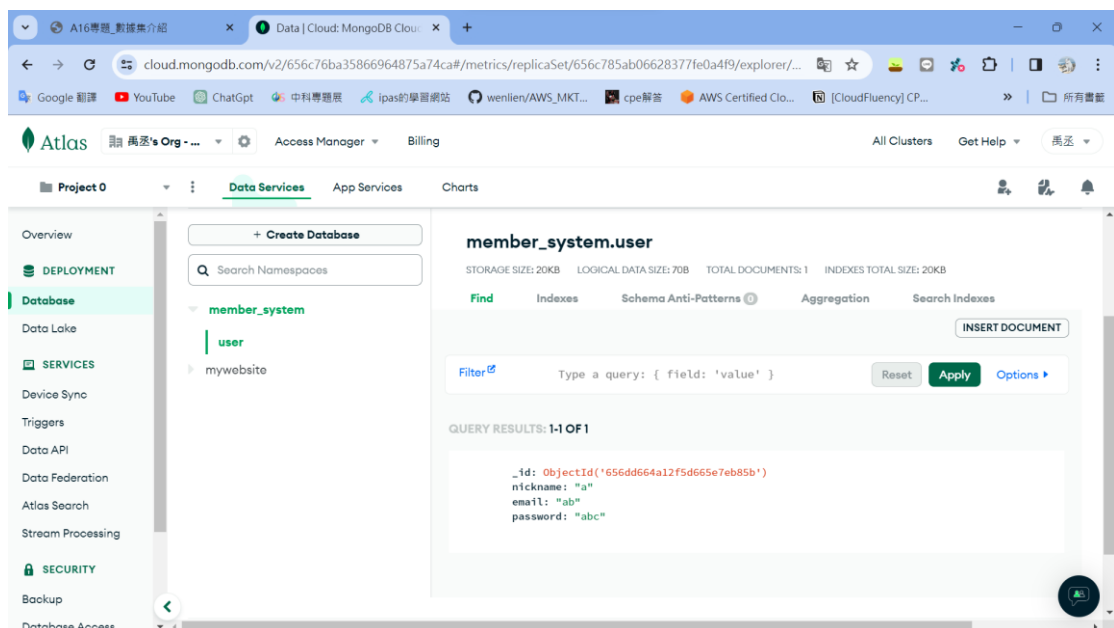 A16專題_數據集介紹
Data | Cloud: MongoDB Clouc
cloud.mongodb.com/v2/656c76ba35866964875a74ca#/metrics/replicaSet/656c785ab06628377fe0a4f9/explorer/...
Google 翻譯 YouTube ChatGpt 中科專題展 ipas的學習網站 wenlien/AWS_MKT... cpe解答 AWS Certified Clo... [CloudFluency] CP... » 所有書籤
Atlas 禹丞's Org - ... Access Manager Billing All Clusters Get Help 禹丞
Project 0 Data Services App Services Charts
Overview
DEPLOYMENT
Database
Data Lake
SERVICES
Device Sync
Triggers
Data API
Data Federation
Atlas Search
Stream Processing
SECURITY
Backup
Database Access
+ Create Database
Search Namespaces
member_system
user
mywebsite
member_system.user
STORAGE SIZE: 20KB LOGICAL DATA SIZE: 70B TOTAL DOCUMENTS: 1 INDEXES TOTAL SIZE: 20KB
Find Indexes Schema Anti-Patterns 0 Aggregation Search Indexes
INSERT DOCUMENT
Filter Type a query: { field: 'value' } Reset Apply Options
QUERY RESULTS: 1-1 OF 1
_id: ObjectId('656dd664a12f5d665e7eb85b')
nickname: "a"
email: "ab"
password: "abc"